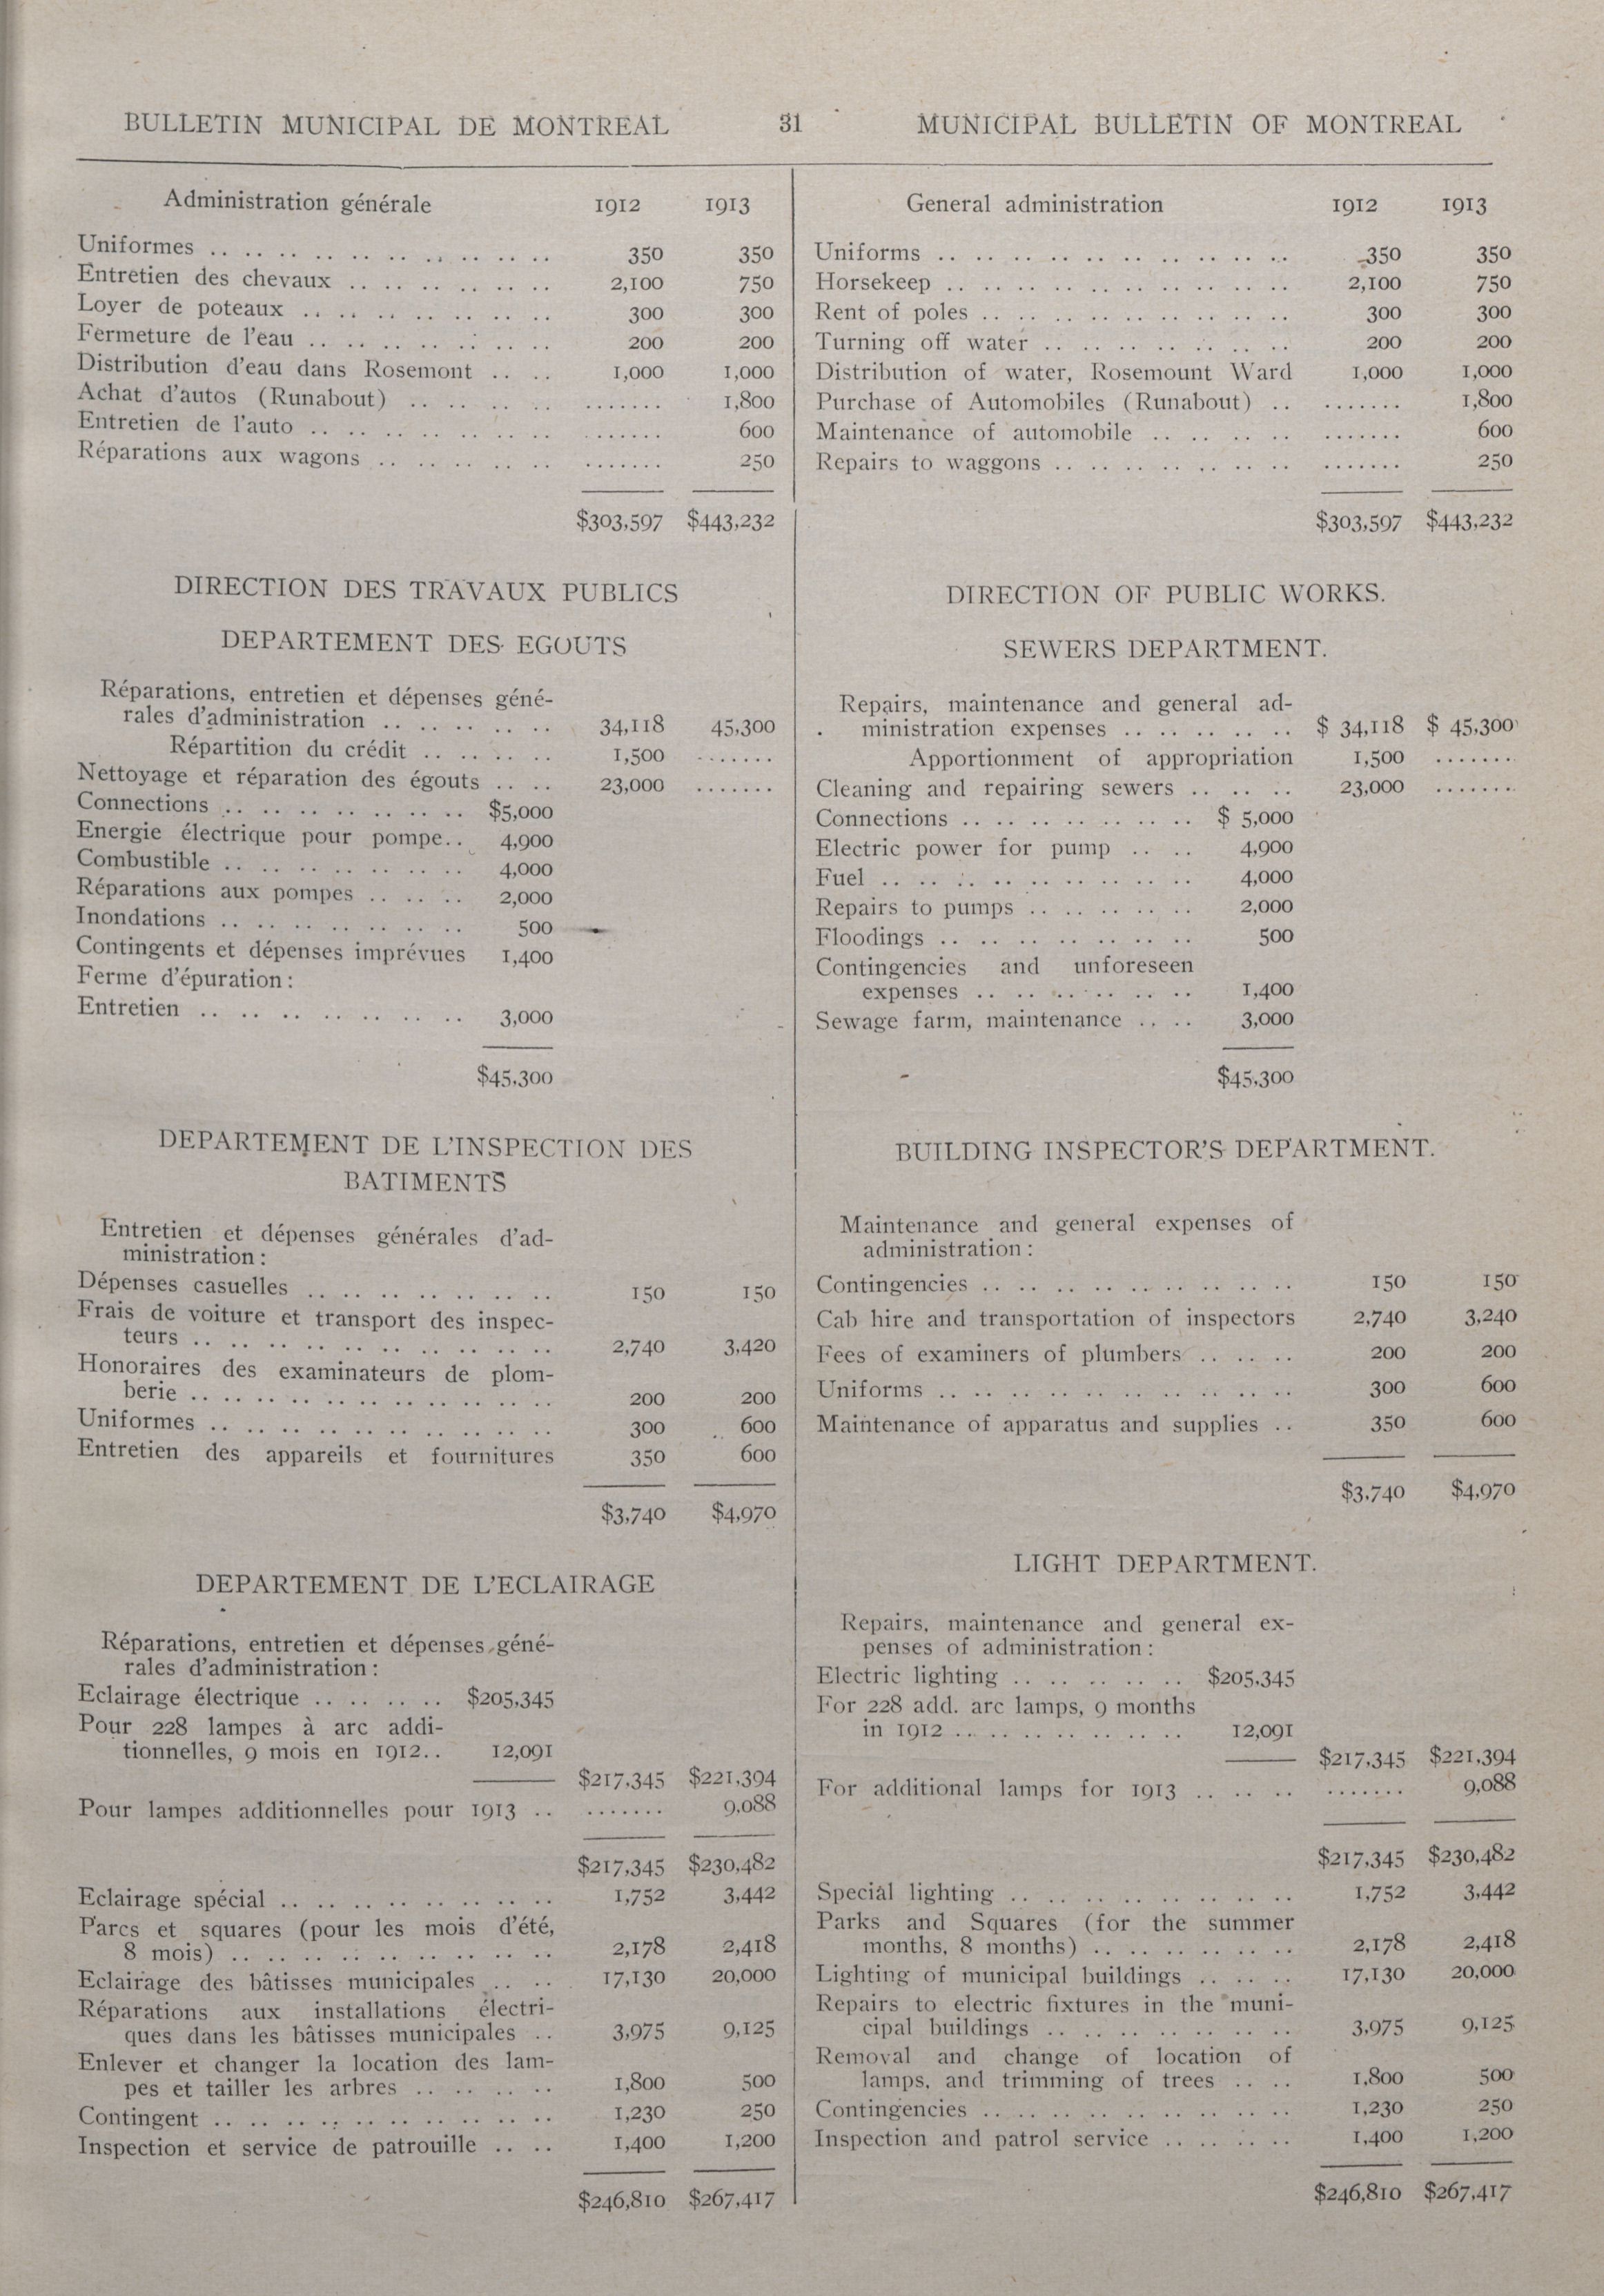 BULLETIN MUNICIPAL DE MONTREAL 31 MUNICIPAL BULLETIN OF MONTREAL
Administration générale 1912 1913
Uniformes 350 350
Entretien des chevaux 2,100 750
Loyer de poteaux 300 300
Fermeture de l'eau 200 200
Distribution d'eau dans Rosemont 1,000 1,000
Achat d'autos (Runabout) ....... 1,800
Entretien de l'auto ....... 600
Réparations aux wagons ....... 250
$303,597 $443,232
DIRECTION DES TRAVAUX PUBLICS
DEPARTEMENT DES EGOUTS
Réparations, entretien et dépenses géné-
rales d'administration 34,118 45,300
Répartition du crédit 1,500 .......
Nettoyage et réparation des égouts 23,000 .......
Connections $5,000
Energie électrique pour pompe.. 4,900
Combustible 4,000
Réparations aux pompes 2,000
Inondations 500
Contingents et dépenses imprévues 1,400
Ferme d'épuration:
Entretien 3,000
$45,300
DEPARTEMENT DE L'INSPECTION DES
BATIMENTS
Entretien et dépenses générales d'ad-
ministration:
Dépenses casuelles 150 150
Frais de voiture et transport des inspec-
teurs 2,740 3,420
Honoraires des examinateurs de plom-
berie 200 200
Uniformes 300 600
Entretien des appareils et fournitures 350 600
$3,740 $4,970
DEPARTEMENT DE L'ECLAIRAGE
Réparations, entretien et dépenses géné-
rales d'administration:
Eclairage électrique $205,345
Pour 228 lampes à arc addi-
tionnelles, 9 mois en 1912.. 12,091
$217,345 $221,394
Pour lampes additionnelles pour 1913 .. ....... 9,088
$217,345 $230,482
Eclairage spécial 1,752 3,442
Parcs et squares (pour les mois d'été,
8 mois) 2,178 2,418
Eclairage des bâtisses municipales 17,130 20,000
Réparations aux installations électri-
ques dans les bâtisses municipales .. 3,975 9,125
Enlever et changer la location des lam-
pes et tailler les arbres 1,800 500
Contingent 1,230 250
Inspection et service de patrouille 1,400 1,200
$246,810 $267,417
General administration 1912 1913
Uniforms 350 350
Horsekeep 2,100 750
Rent of poles 300 300
Turning off water 200 200
Distribution of water, Rosemount Ward 1,000 1,000
Purchase of Automobiles (Runabout) .. ....... 1,800
Maintenance of automobile ....... 600
Repairs to waggons ....... 250
$303,597 $443,232
DIRECTION OF PUBLIC WORKS.
SEWERS DEPARTMENT.
Repairs, maintenance and general ad-
ministration expenses $ 34,118 $ 45,300
Apportionment of appropriation 1,500 .......
Cleaning and repairing sewers 23,000 .......
Connections $ 5,000
Electric power for pump 4,900
Fuel 4,000
Repairs to pumps 2,000
Floodings 500
Contingencies and unforeseen
expenses 1,400
Sewage farm, maintenance 3,000
$45,300
BUILDING INSPECTOR'S DEPARTMENT.
Maintenance and general expenses of
administration:
Contingencies 150 150
Cab hire and transportation of inspectors 2,740 3,240
Fees of examiners of plumbers 200 200
Uniforms 300 600
Maintenance of apparatus and supplies .. 350 600
$3,740 $4,970
LIGHT DEPARTMENT.
Repairs, maintenance and general ex-
penses of administration:
Electric lighting $205,345
For 228 add. arc lamps, 9 months
in 1912 12,091
$217,345 $221,394
For additional lamps for 1913 ....... 9,088
$217,345 $230,482
Special lighting 1,752 3,442
Parks and Squares (for the summer
months, 8 months) 2,178 2,418
Lighting of municipal buildings 17,130 20,000
Repairs to electric fixtures in the muni-
cipal buildings 3,975 9,125
Removal and change of location of
lamps, and trimming of trees 1,800 500
Contingencies 1,230 250
Inspection and patrol service 1,400 1,200
$246,810 $267,417